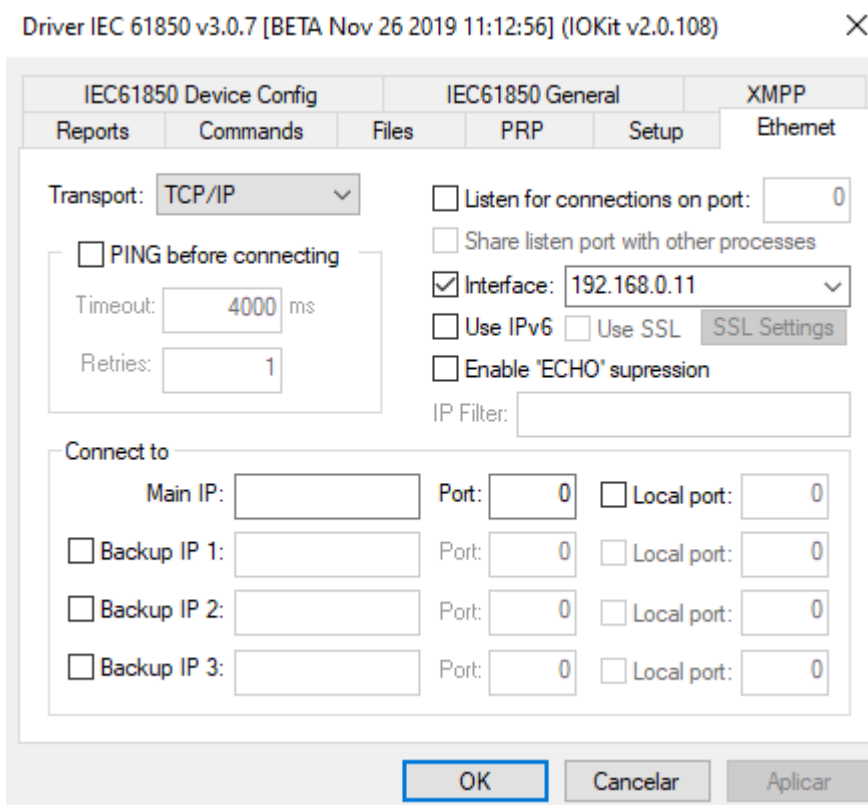 Driver IEC 61850 v3.0.7 [BETA Nov 26 2019 11:12:56] (IOKit v2.0.108)
IEC61850 Device Config IEC61850 General XMPP
Reports Commands Files PRP Setup Ethernet
Transport: TCP/IP
PING before connecting
Timeout: 4000 ms
Retries: 1
Listen for connections on port: 0
Share listen port with other processes
Interface: 192.168.0.11
Use IPv6 Use SSL SSL Settings
Enable "ECHO" supression
IP Filter:
Connect to
Main IP: Port: 0 Local port: 0
Backup IP 1: Port: 0 Local port: 0
Backup IP 2: Port: 0 Local port: 0
Backup IP 3: Port: 0 Local port: 0
OK Cancelar Aplicar